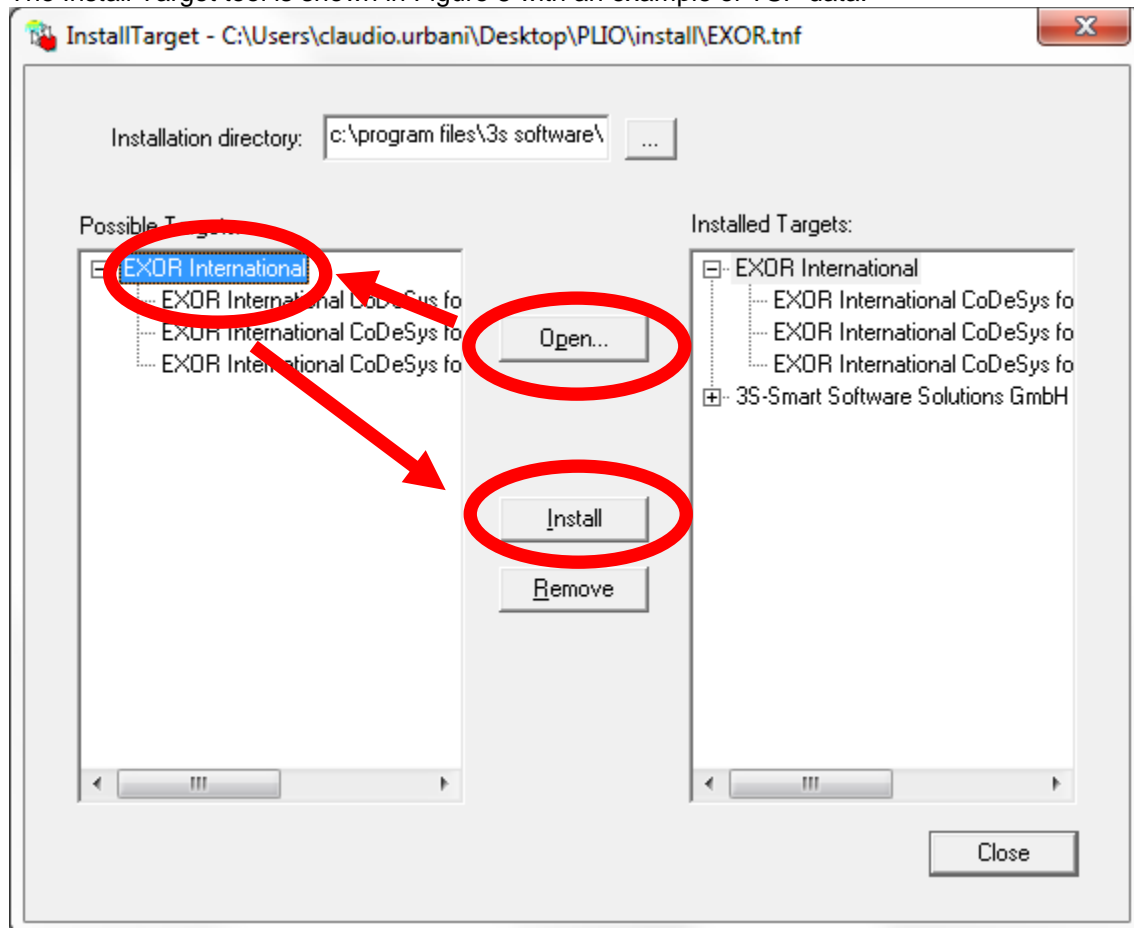 InstallTarget - C:\Users\claudio.urbani\Desktop\PLIO\install\EXOR.tnf
Installation directory: c:\program files\3s software\ ...
Possible
Installed Targets:
EXOR International
EXOR International CoDeSys fo
EXOR International CoDeSys fo
EXOR International CoDeSys fo
Open...
Install
Remove
EXOR International
EXOR International CoDeSys fo
EXOR International CoDeSys fo
EXOR International CoDeSys fo
3S-Smart Software Solutions GmbH
Close